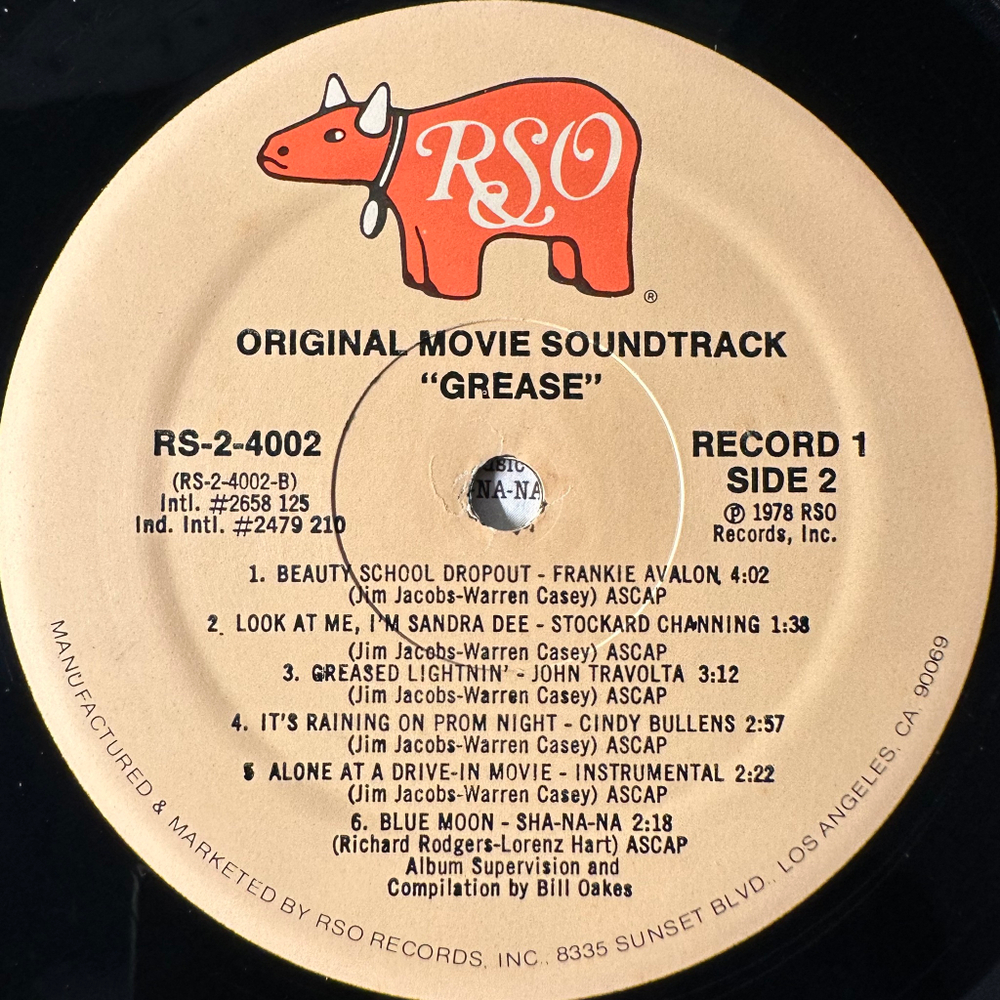 RSO
®
ORIGINAL MOVIE SOUNDTRACK
“GREASE”
RS-2-4002
(RS-2-4002-B)
Intl. #2658 125
Ind. Intl. #2479 210
RECORD 1
SIDE 2
℗ 1978 RSO
Records, Inc.
NA-NA
1. BEAUTY SCHOOL DROPOUT - FRANKIE AVALON 4:02
(Jim Jacobs-Warren Casey) ASCAP
2. LOOK AT ME, I'M SANDRA DEE - STOCKARD CHANNING 1:38
(Jim Jacobs-Warren Casey) ASCAP
3. GREASED LIGHTNIN' - JOHN TRAVOLTA 3:12
(Jim Jacobs-Warren Casey) ASCAP
4. IT'S RAINING ON PROM NIGHT - CINDY BULLENS 2:57
(Jim Jacobs-Warren Casey) ASCAP
5 ALONE AT A DRIVE-IN MOVIE - INSTRUMENTAL 2:22
(Jim Jacobs-Warren Casey) ASCAP
6. BLUE MOON - SHA-NA-NA 2:18
(Richard Rodgers-Lorenz Hart) ASCAP
Album Supervision and
Compilation by Bill Oakes
MANUFACTURED & MARKETED BY RSO RECORDS, INC., 8335 SUNSET BLVD., LOS ANGELES, CA. 90069